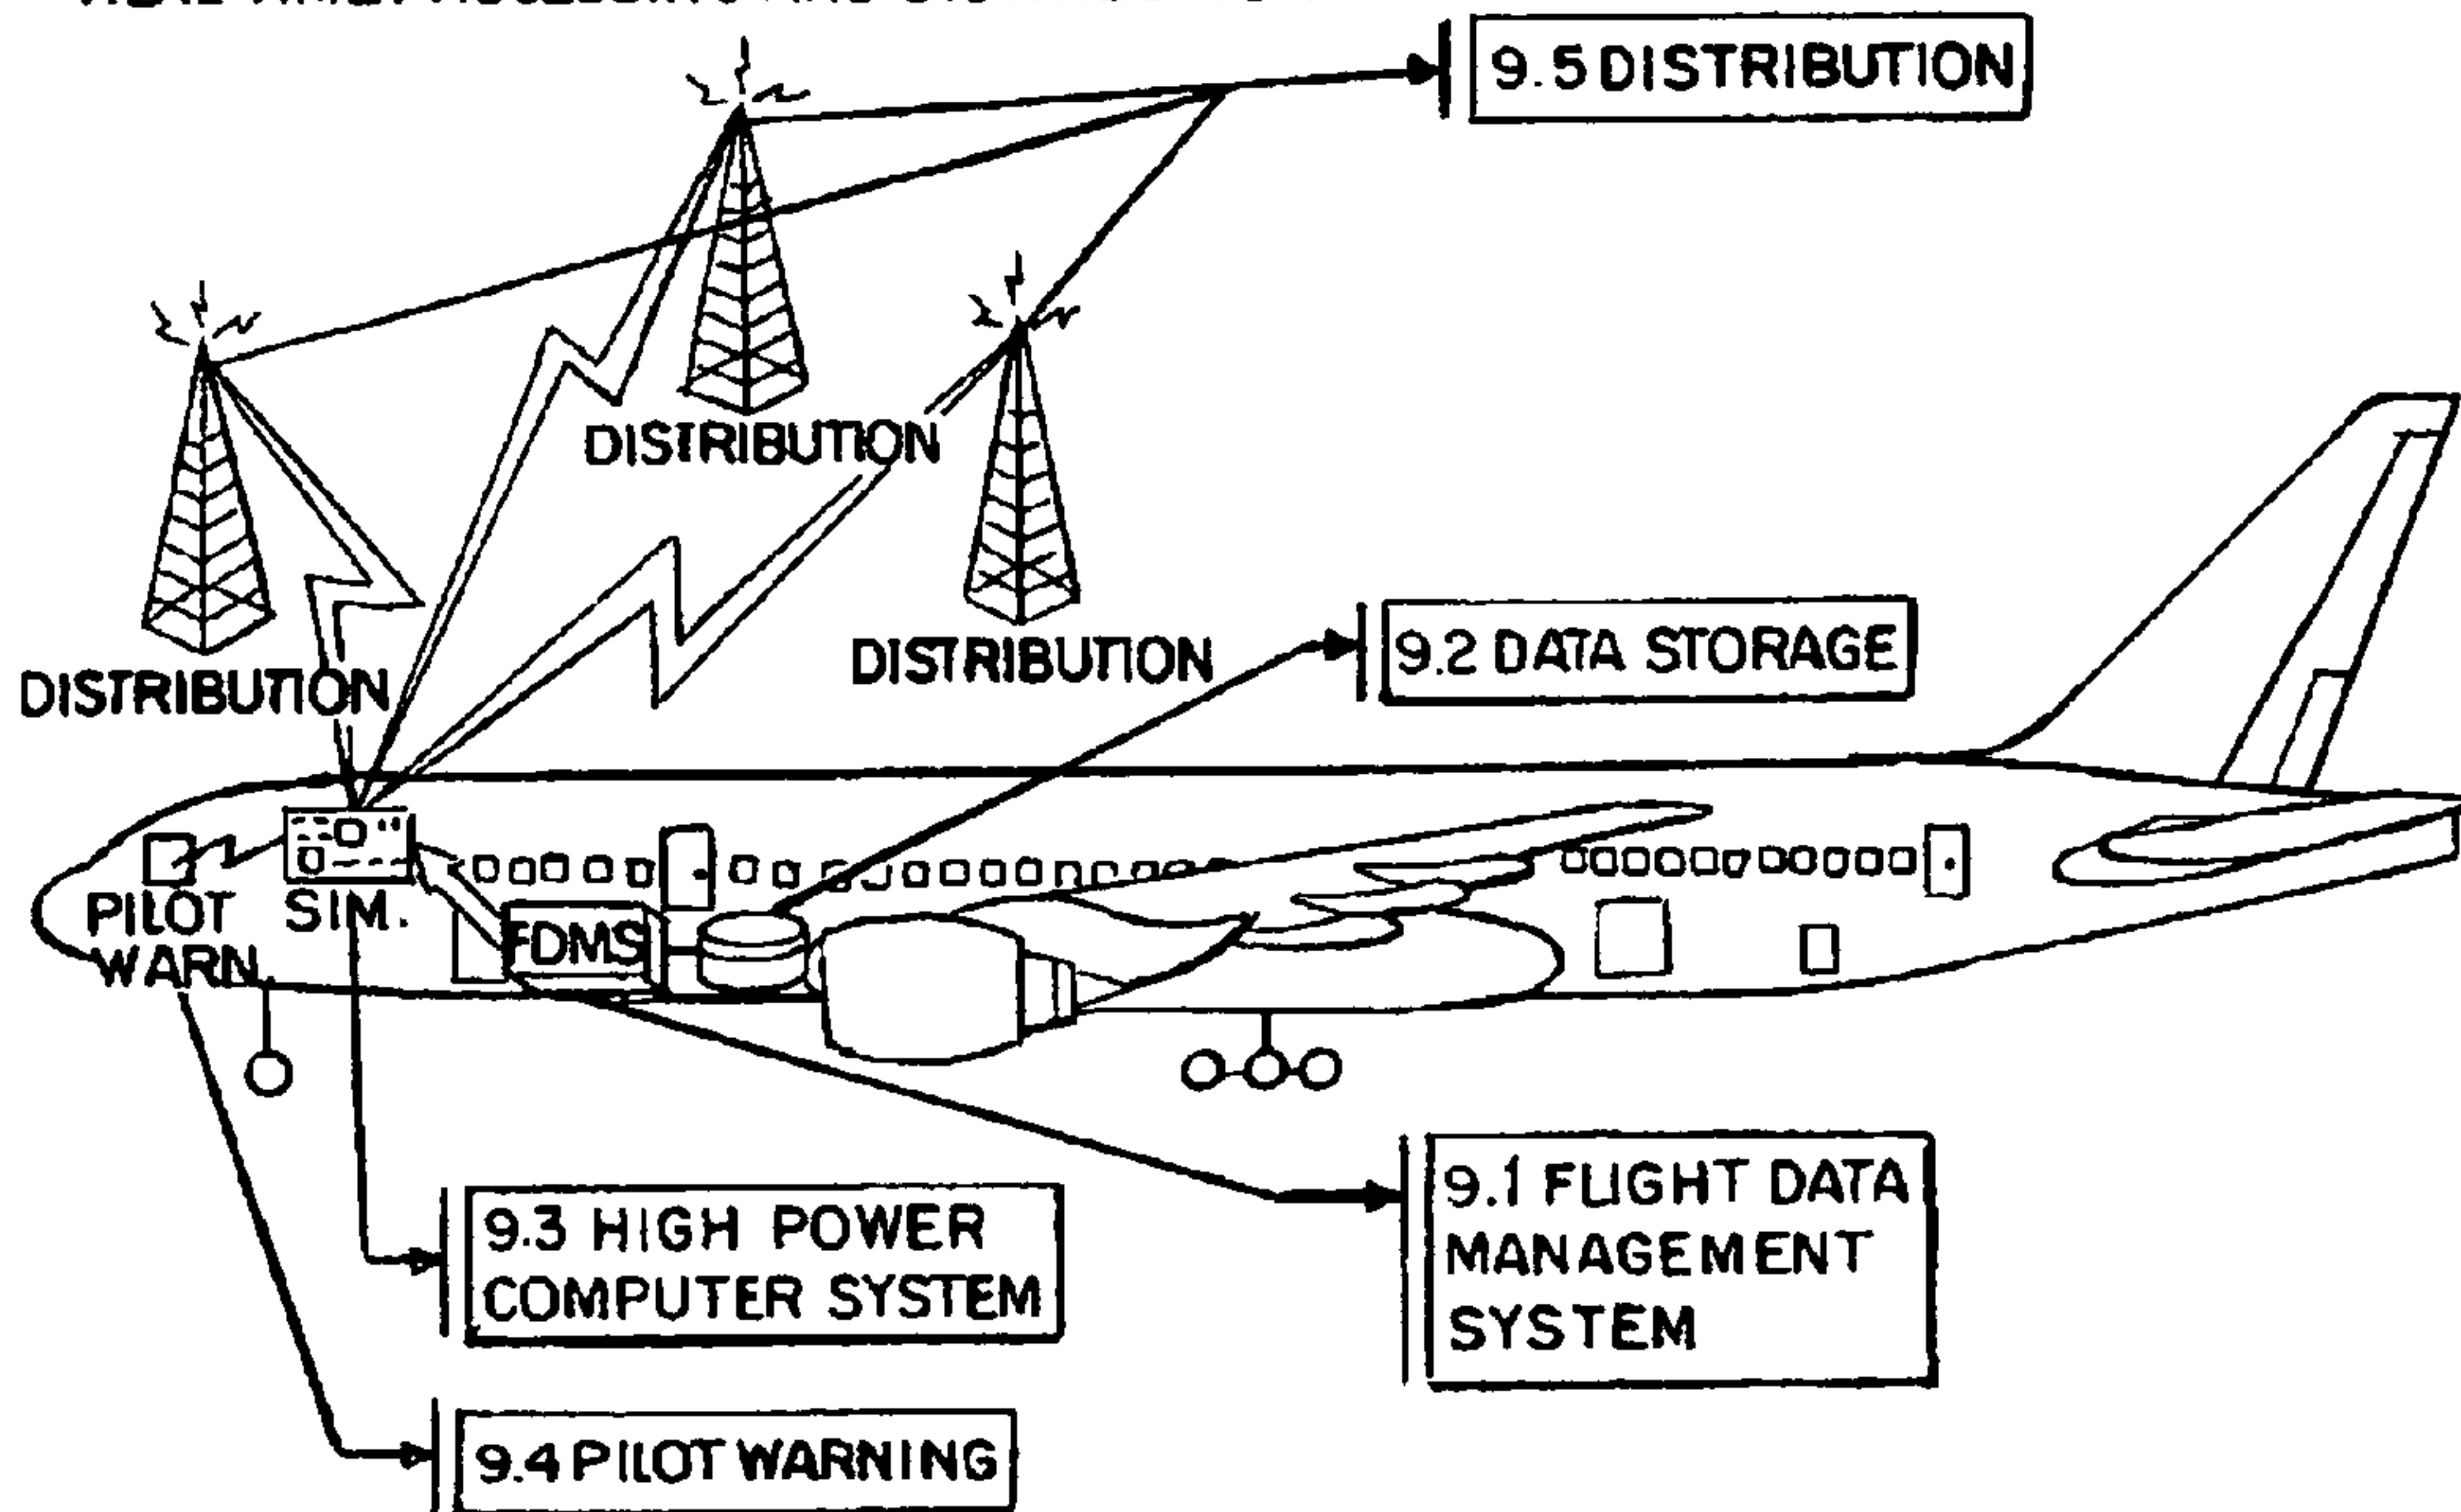 9.5 DISTRIBUTION
DISTRIBUTION
DISTRIBUTION
9.2 DATA STORAGE
DISTRIBUTION
PILOT
WARN
SIM.
FDMS
9.1 FLIGHT DATA
MANAGEMENT
SYSTEM
9.3 HIGH POWER
COMPUTER SYSTEM
9.4 PILOT WARNING